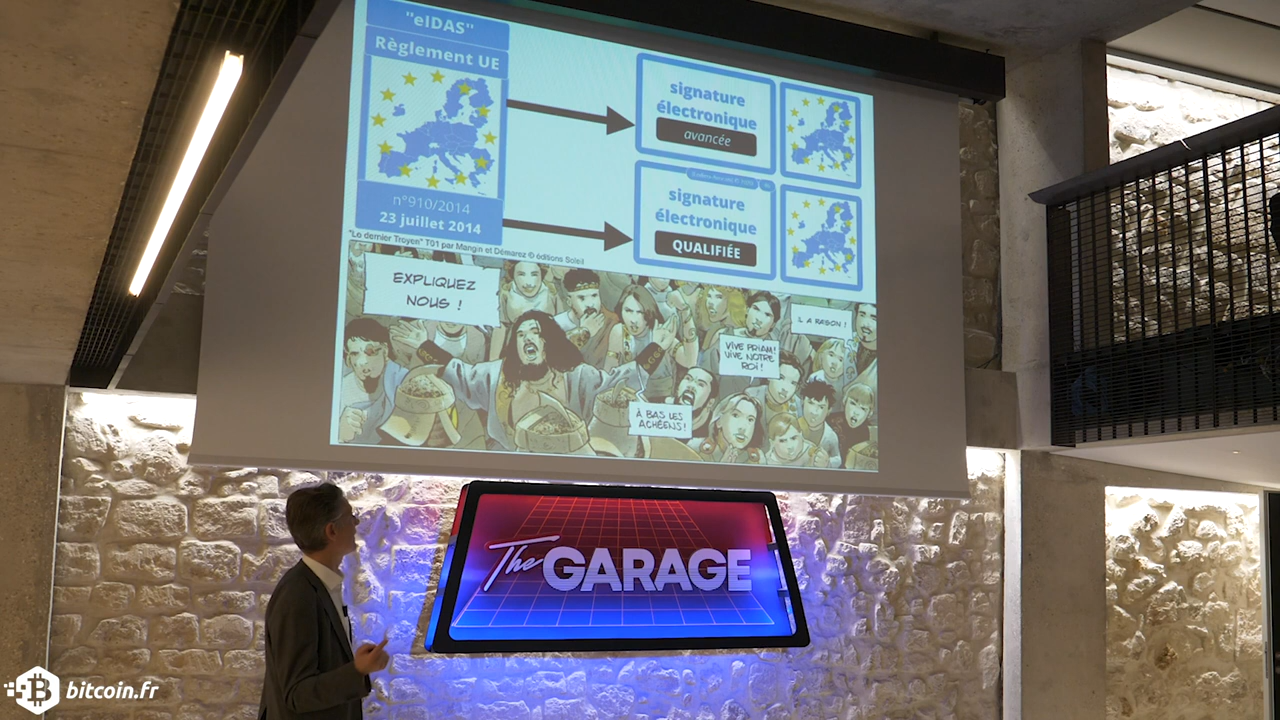 "eIDAS"
Règlement UE
n°910/2014
23 juillet 2014
signature
électronique
avancée
signature
électronique
QUALIFIÉE
"Le dernier Troyen" T01 par Mangin et Démarez © éditions Soleil
EXPLIQUEZ
NOUS !
IL A RAISON !
VIVE PRIAM!
VIVE NOTRE
ROI !
À BAS LES
ACHÉENS !
The
GARAGE
bitcoin.fr